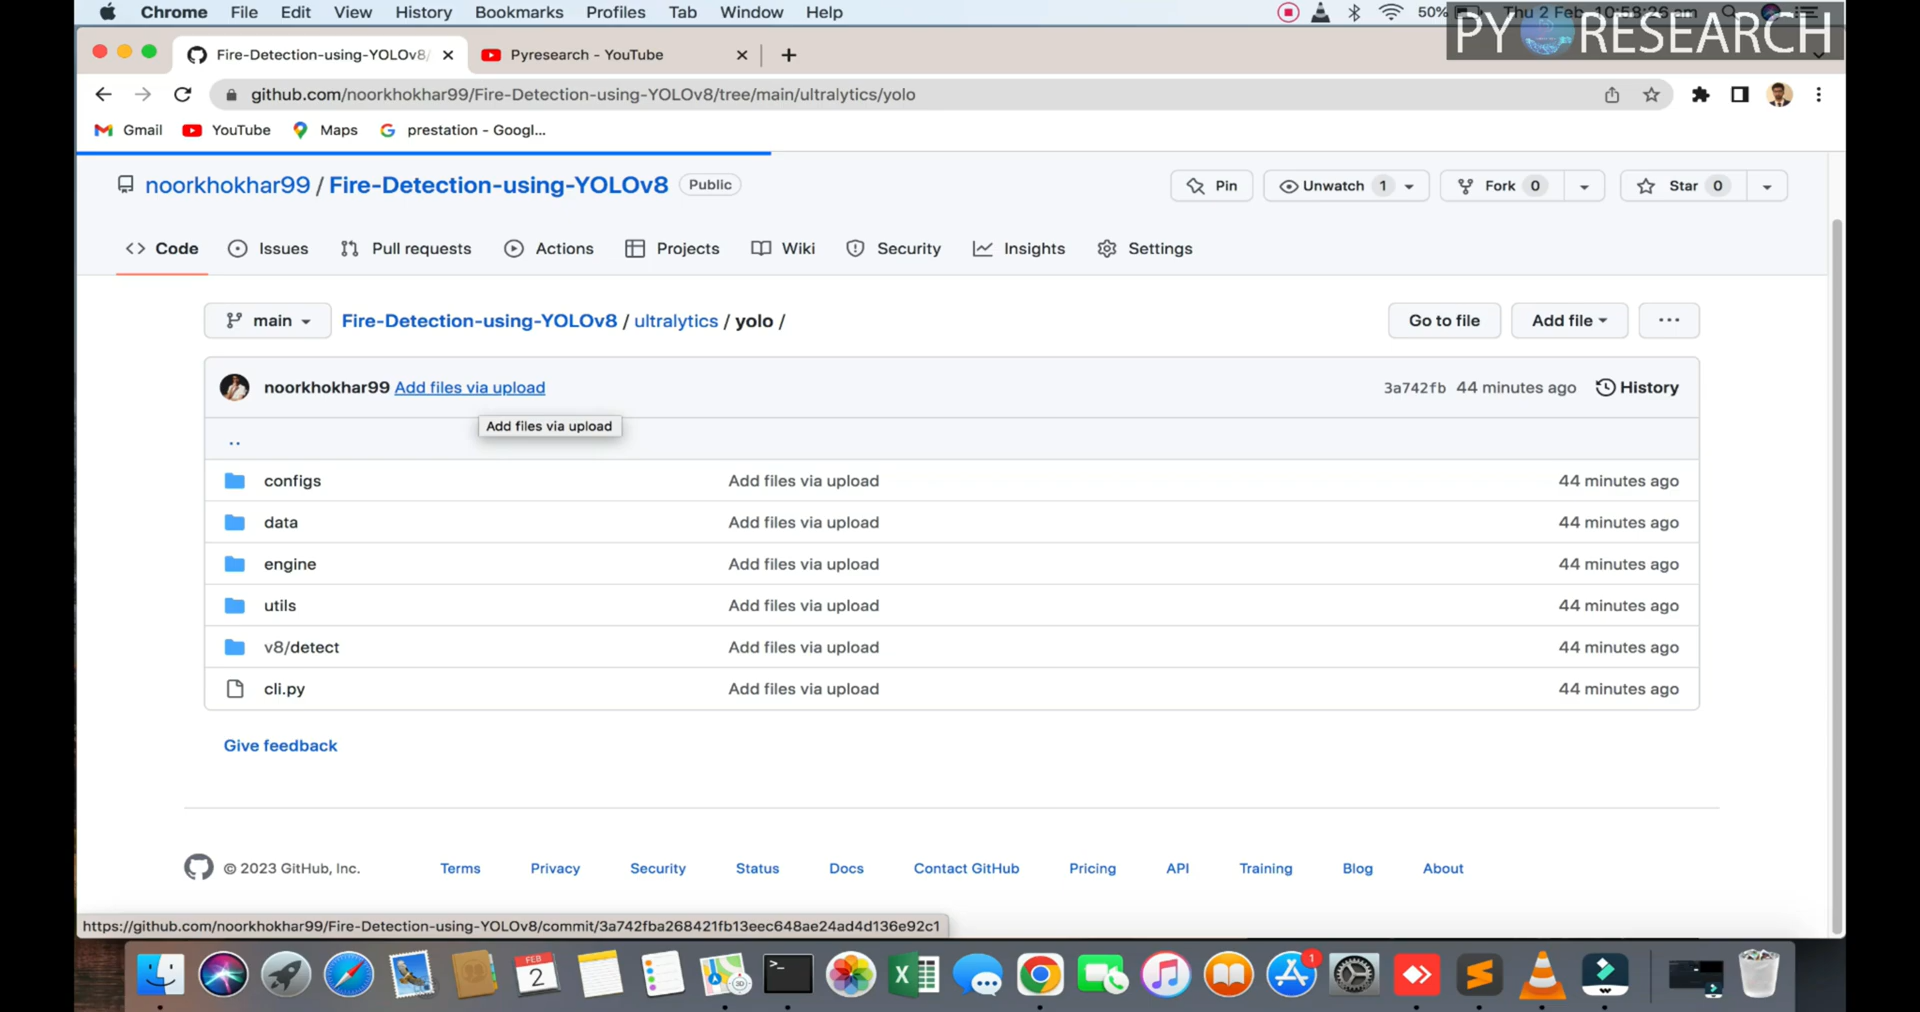 Chrome File Edit View History Bookmarks Profiles Tab Window Help 50% Thu 2 Feb 10:58:26 am
PY RESEARCH
Fire-Detection-using-YOLOv8/ Pyresearch - YouTube
github.com/noorkhokhar99/Fire-Detection-using-YOLOv8/tree/main/ultralytics/yolo
Gmail YouTube Maps prestation - Googl...
noorkhokhar99 / Fire-Detection-using-YOLOv8 Public Pin Unwatch 1 Fork 0 Star 0
Code Issues Pull requests Actions Projects Wiki Security Insights Settings
main Fire-Detection-using-YOLOv8 / ultralytics / yolo / Go to file Add file ...
noorkhokhar99 Add files via upload 3a742fb 44 minutes ago History
Add files via upload
..
configs Add files via upload 44 minutes ago
data Add files via upload 44 minutes ago
engine Add files via upload 44 minutes ago
utils Add files via upload 44 minutes ago
v8/detect Add files via upload 44 minutes ago
cli.py Add files via upload 44 minutes ago
Give feedback
© 2023 GitHub, Inc. Terms Privacy Security Status Docs Contact GitHub Pricing API Training Blog About
https://github.com/noorkhokhar99/Fire-Detection-using-YOLOv8/commit/3a742fba268421fb13eec648ae24ad4d136e92c1
FEB
2
3D
1